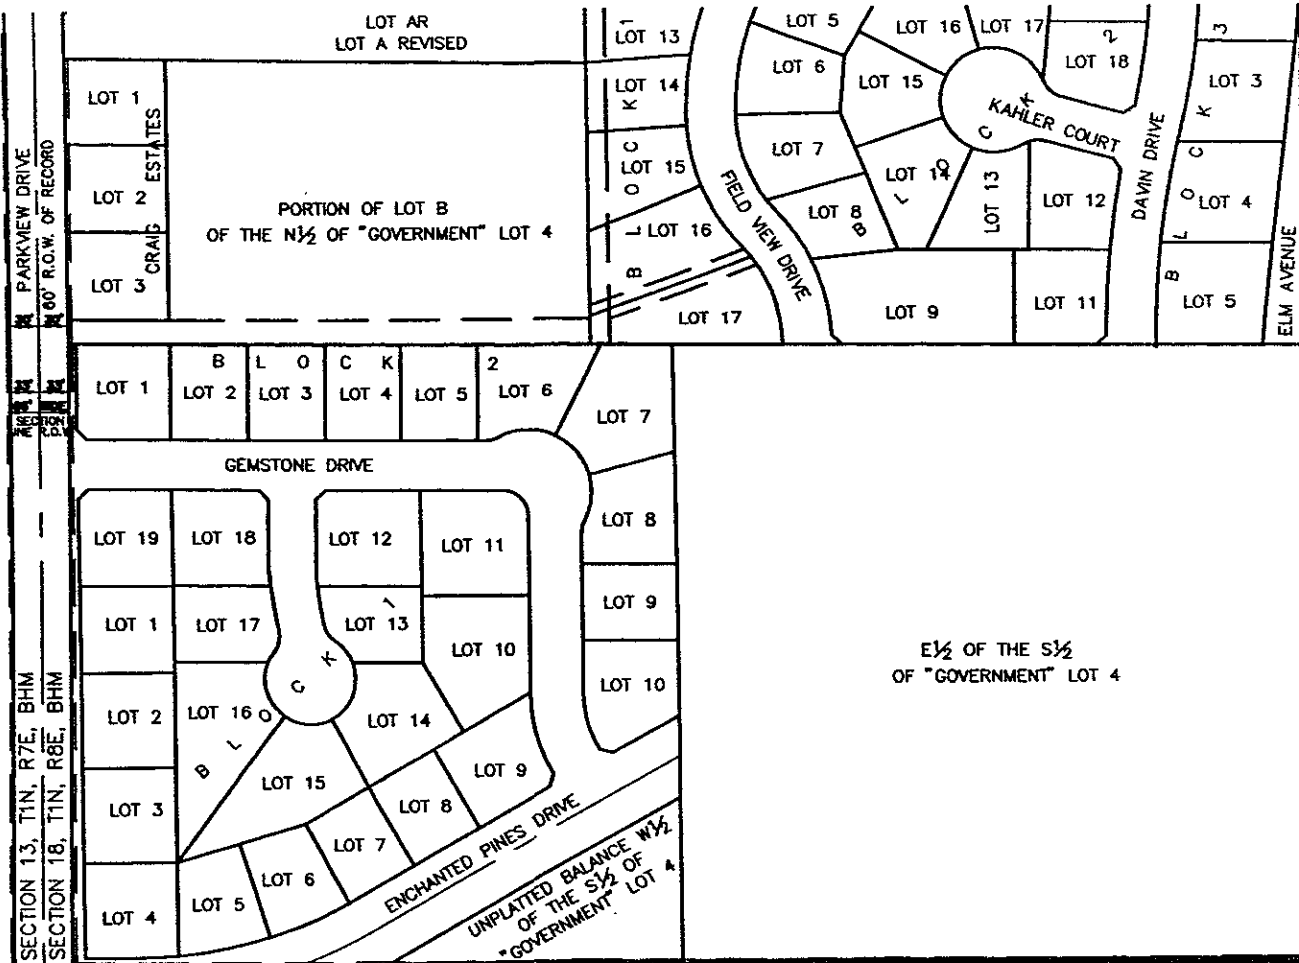 LOT AR
LOT A REVISED
LOT 1
LOT 2
LOT 3
CRAIG ESTATES
PARKVIEW DRIVE
60' R.O.W. OF RECORD
PORTION OF LOT B
OF THE N½ OF "GOVERNMENT" LOT 4
LOT 13
LOT 14
LOT 15
LOT 16
LOT 17
BLOCK 1
FIELD VIEW DRIVE
LOT 5
LOT 6
LOT 7
LOT 8
LOT 9
LOT 16
LOT 17
LOT 18
LOT 15
LOT 14
LOT 13
LOT 12
LOT 11
BLOCK 2
KAHLER COURT
DAVIN DRIVE
LOT 3
LOT 4
LOT 5
BLOCK 3
ELM AVENUE
SECTION
BLOCK 2
LOT 1
LOT 2
LOT 3
LOT 4
LOT 5
LOT 6
LOT 7
LOT 8
LOT 9
LOT 10
GEMSTONE DRIVE
LOT 19
LOT 18
LOT 12
LOT 11
LOT 1
LOT 17
LOT 13
LOT 10
LOT 2
LOT 16
LOT 14
LOT 3
LOT 15
LOT 9
LOT 8
LOT 7
LOT 6
LOT 5
LOT 4
BLOCK 1
ENCHANTED PINES DRIVE
UNPLATTED BALANCE W½
OF THE S½ OF
"GOVERNMENT" LOT 4
E½ OF THE S½
OF "GOVERNMENT" LOT 4
SECTION 13, T1N, R7E, BHM
SECTION 18, T1N, R8E, BHM